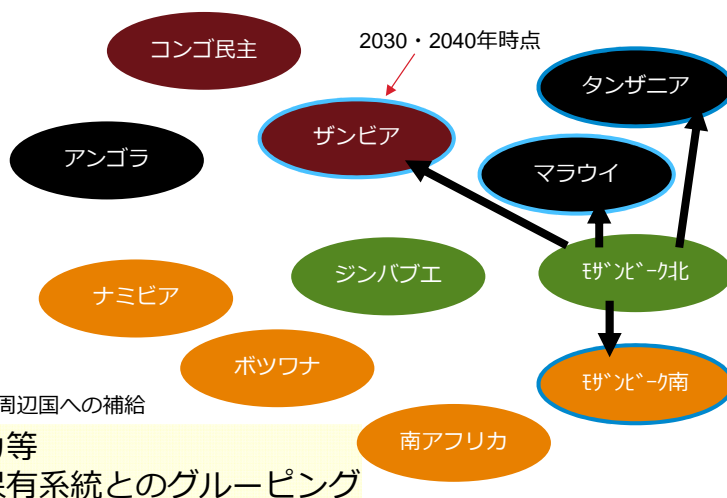 コンゴ民主
2030・2040年時点
タンザニア
ザンビア
アンゴラ
マラウイ
ジンバブエ
ﾓｻﾞﾝﾋﾞｰｸ北
ナミビア
ボツワナ
ﾓｻﾞﾝﾋﾞｰｸ南
周辺国への補給
南アフリカ
等
有系統とのグルーピング